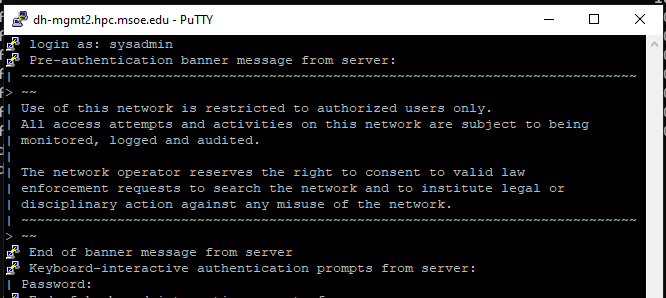 dh-mgmt2.hpc.msoe.edu - PuTTY
login as: sysadmin
Pre-authentication banner message from server:
| ~~~~~~~~~~~~~~~~~~~~~~~~~~~~~~~~~~~~~~~~~~~~~~~~~~~~~~~~~~~~~~~~~~~~~~~~~~~
> ~~
| Use of this network is restricted to authorized users only.
| All access attempts and activities on this network are subject to being
| monitored, logged and audited.
|
| The network operator reserves the right to consent to valid law
| enforcement requests to search the network and to institute legal or
| disciplinary action against any misuse of the network.
| ~~~~~~~~~~~~~~~~~~~~~~~~~~~~~~~~~~~~~~~~~~~~~~~~~~~~~~~~~~~~~~~~~~~~~~~~~~~
> ~~
End of banner message from server
Keyboard-interactive authentication prompts from server:
| Password: